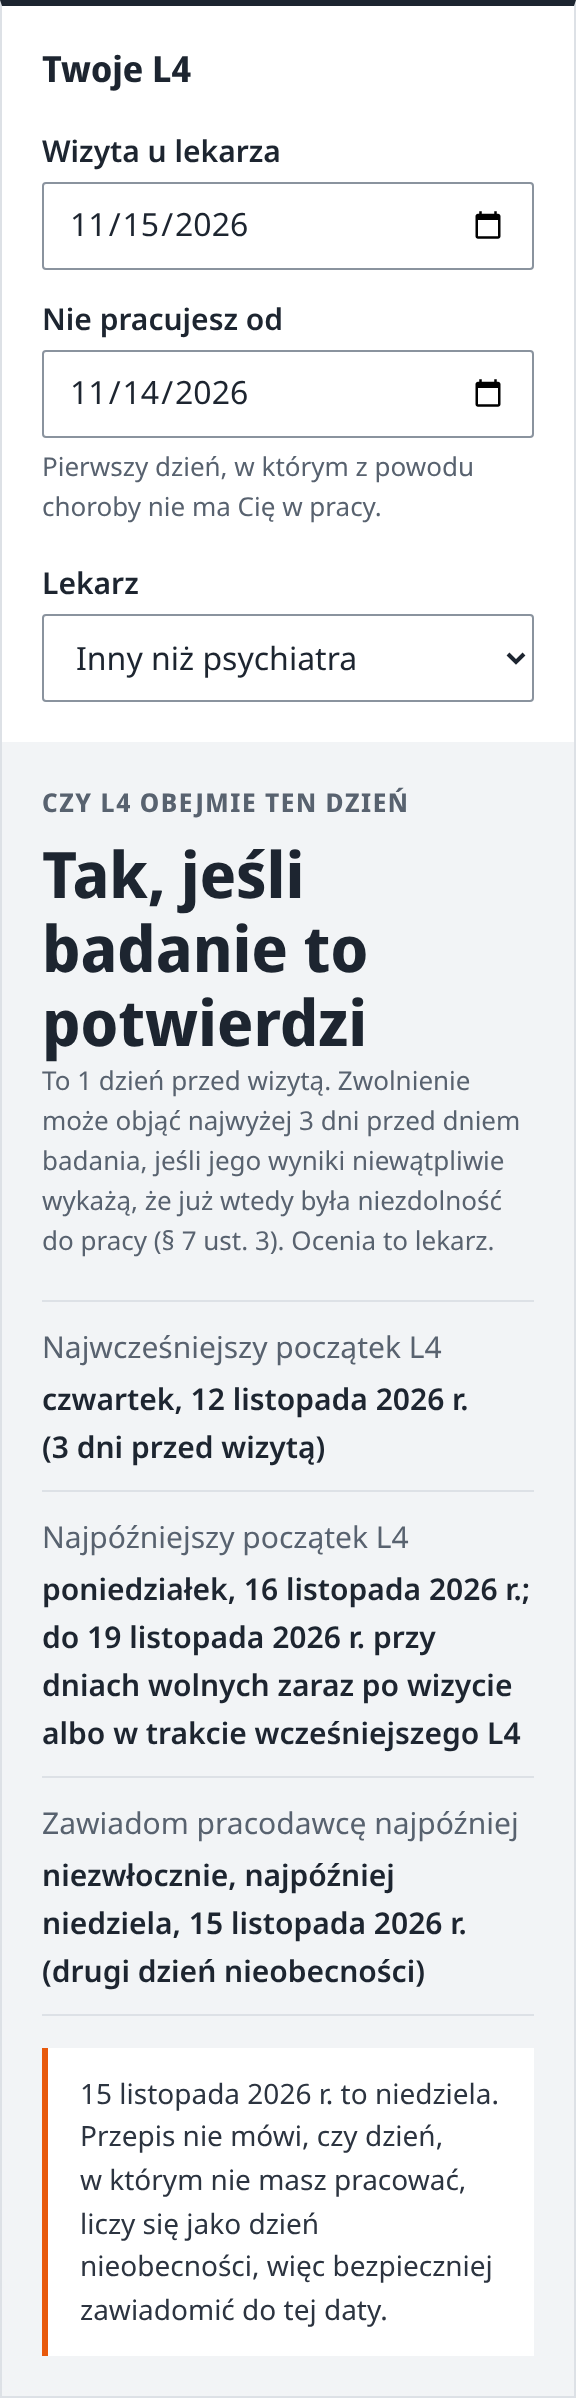 Twoje L4
Wizyta u lekarza
11/15/2026
Nie pracujesz od
11/14/2026
Pierwszy dzień, w którym z powodu
choroby nie ma Cię w pracy.
Lekarz
Inny niż psychiatra
CZY L4 OBEJMIE TEN DZIEŃ
Tak, jeśli
badanie to
potwierdzi
To 1 dzień przed wizytą. Zwolnienie
może objąć najwyżej 3 dni przed dniem
badania, jeśli jego wyniki niewątpliwie
wykażą, że już wtedy była niezdolność
do pracy (§ 7 ust. 3). Ocenia to lekarz.
Najwcześniejszy początek L4
czwartek, 12 listopada 2026 r.
(3 dni przed wizytą)
Najpóźniejszy początek L4
poniedziałek, 16 listopada 2026 r.;
do 19 listopada 2026 r. przy
dniach wolnych zaraz po wizycie
albo w trakcie wcześniejszego L4
Zawiadom pracodawcę najpóźniej
niezwłocznie, najpóźniej
niedziela, 15 listopada 2026 r.
(drugi dzień nieobecności)
15 listopada 2026 r. to niedziela.
Przepis nie mówi, czy dzień,
w którym nie masz pracować,
liczy się jako dzień
nieobecności, więc bezpieczniej
zawiadomić do tej daty.